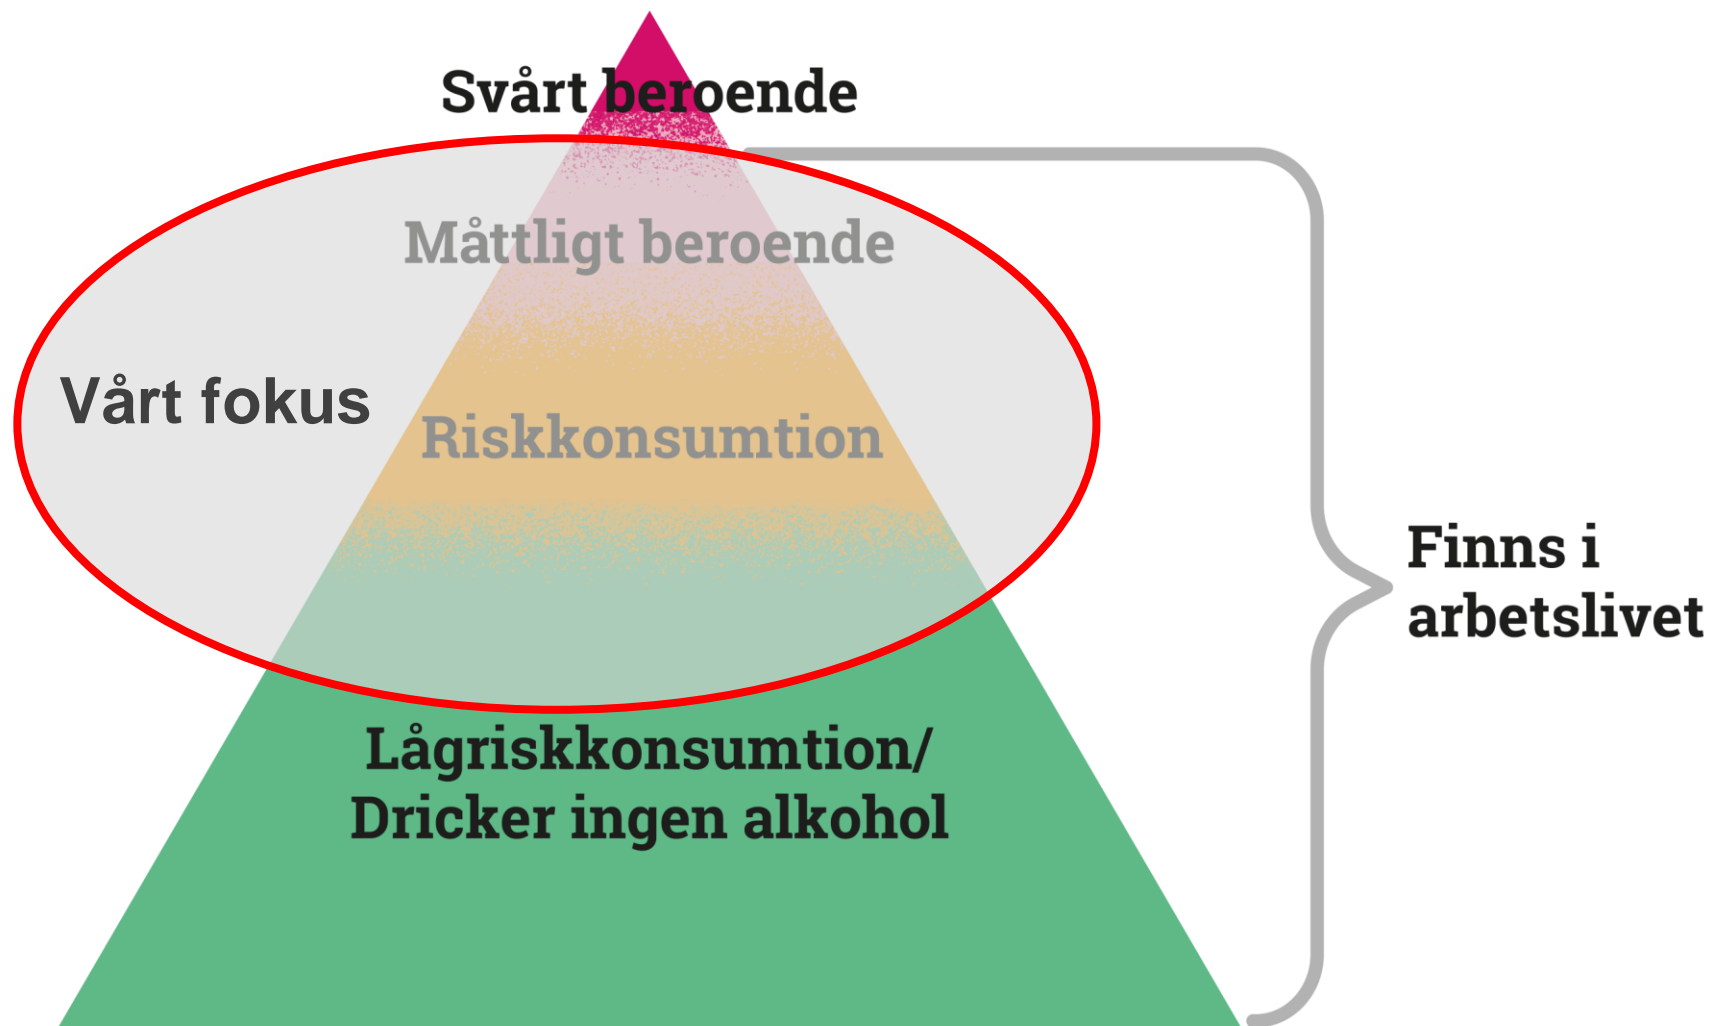 Svårt beroende
Måttligt beroende
Vårt fokus
Riskkonsumtion
Finns i
arbetslivet
Lågriskkonsumtion/
Dricker ingen alkohol